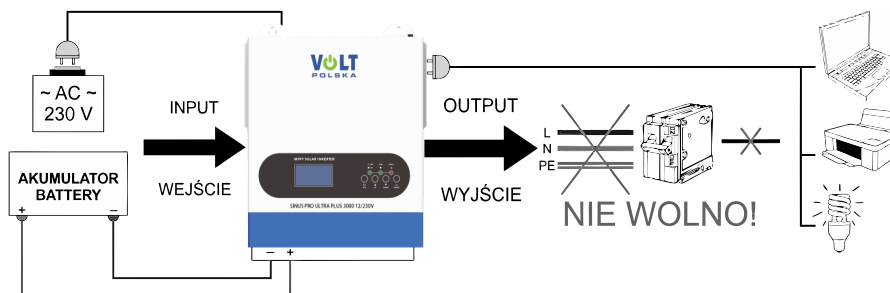 ~ AC ~
230 V
AKUMULATOR
BATTERY
+ –
INPUT
WEJŚCIE
VOLT
POLSKA
MPPT SOLAR INVERTER
SINUS PRO ULTRA PLUS 3000 12/230V
– +
OUTPUT
WYJŚCIE
L
N
PE
NIE WOLNO!